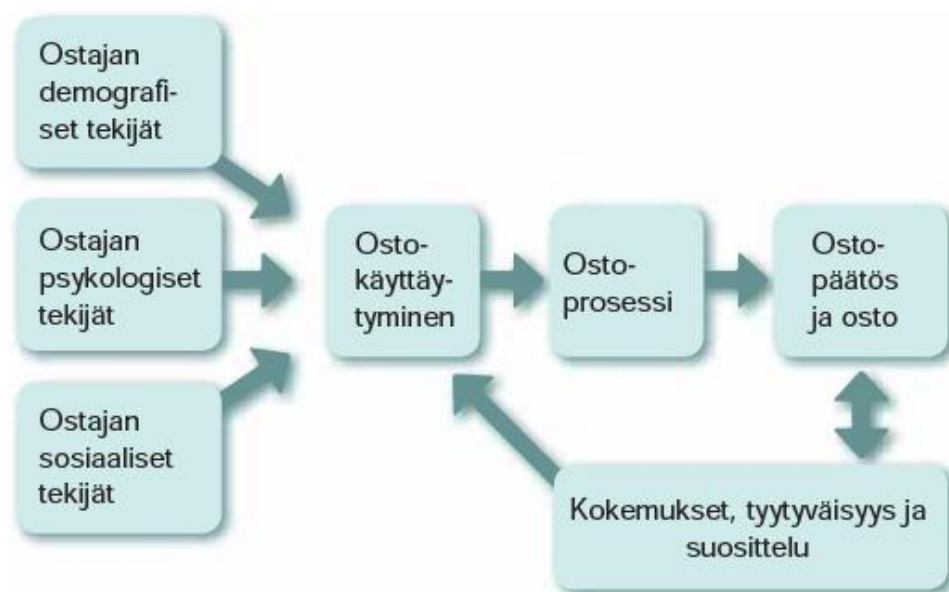 Ostajan
demografi-
set tekijät
Ostajan
psykologiset
tekijät
Ostajan
sosiaaliset
tekijät
Osto-
käyttäy-
tyminen
Osto-
prosessi
Osto-
päätös
ja osto
Kokemukset, tyytyväisyys ja
suosittelu